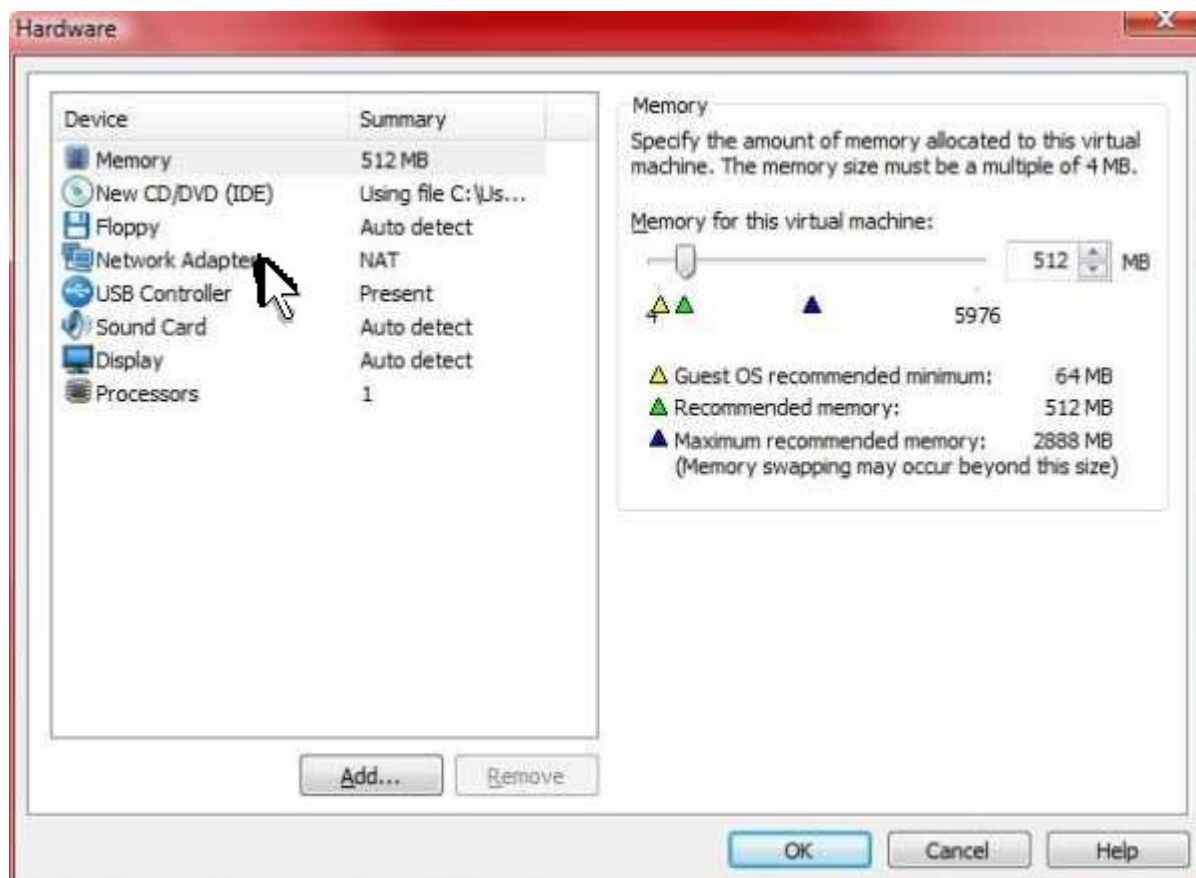 Hardware
Device Summary
Memory 512 MB
New CD/DVD (IDE) Using file C:\Us...
Floppy Auto detect
Network Adapter NAT
USB Controller Present
Sound Card Auto detect
Display Auto detect
Processors 1
Add... Remove
Memory
Specify the amount of memory allocated to this virtual
machine. The memory size must be a multiple of 4 MB.
Memory for this virtual machine:
512 MB
4 5976
Guest OS recommended minimum: 64 MB
Recommended memory: 512 MB
Maximum recommended memory: 2888 MB
(Memory swapping may occur beyond this size)
OK Cancel Help